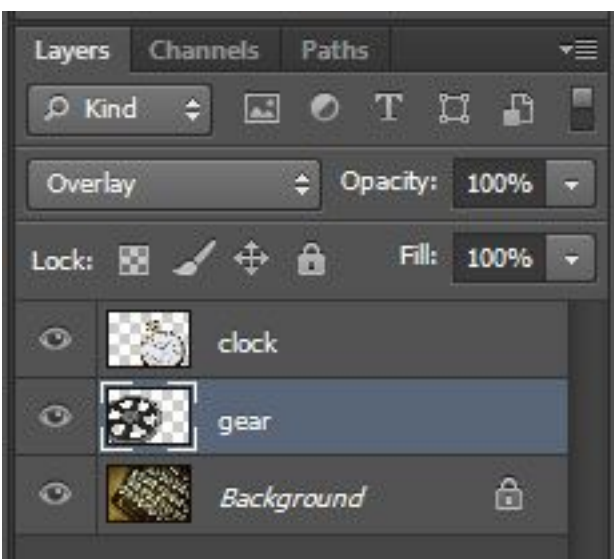 Layers Channels Paths
Kind
Overlay Opacity: 100%
Lock: Fill: 100%
clock
gear
Background